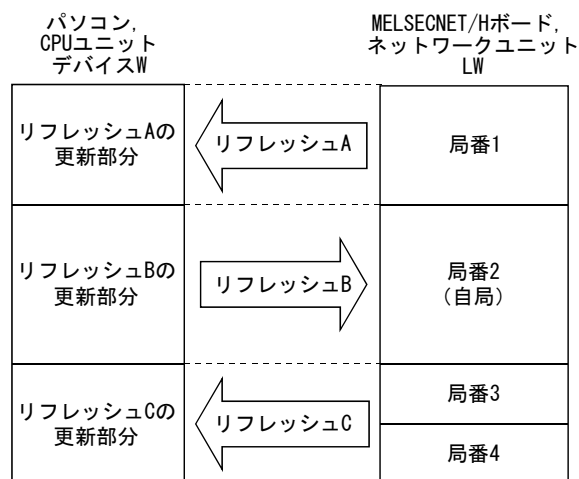 パソコン,
CPUユニット
デバイスW
MELSECNET/Hボード,
ネットワークユニット
LW
リフレッシュAの
更新部分
リフレッシュA
局番1
リフレッシュBの
更新部分
リフレッシュB
局番2
（自局）
リフレッシュCの
更新部分
リフレッシュC
局番3
局番4